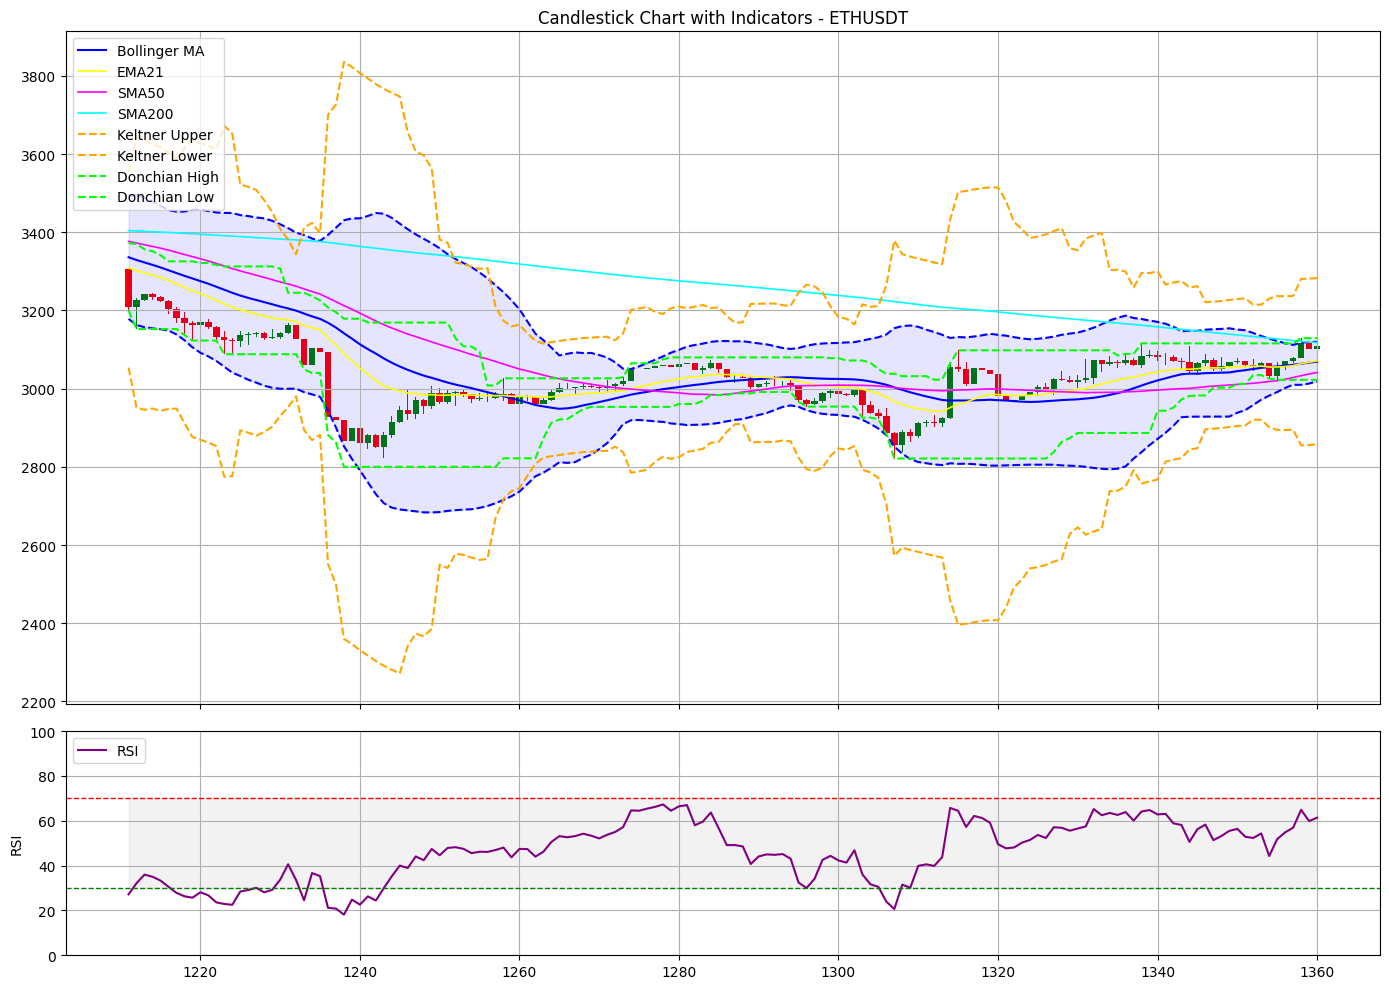 Candlestick Chart with Indicators - ETHUSDT
Bollinger MA
EMA21
SMA50
SMA200
Keltner Upper
Keltner Lower
Donchian High
Donchian Low
3800
3600
3400
3200
3000
2800
2600
2400
2200
RSI
100
80
60
40
20
0
RSI
1220
1240
1260
1280
1300
1320
1340
1360